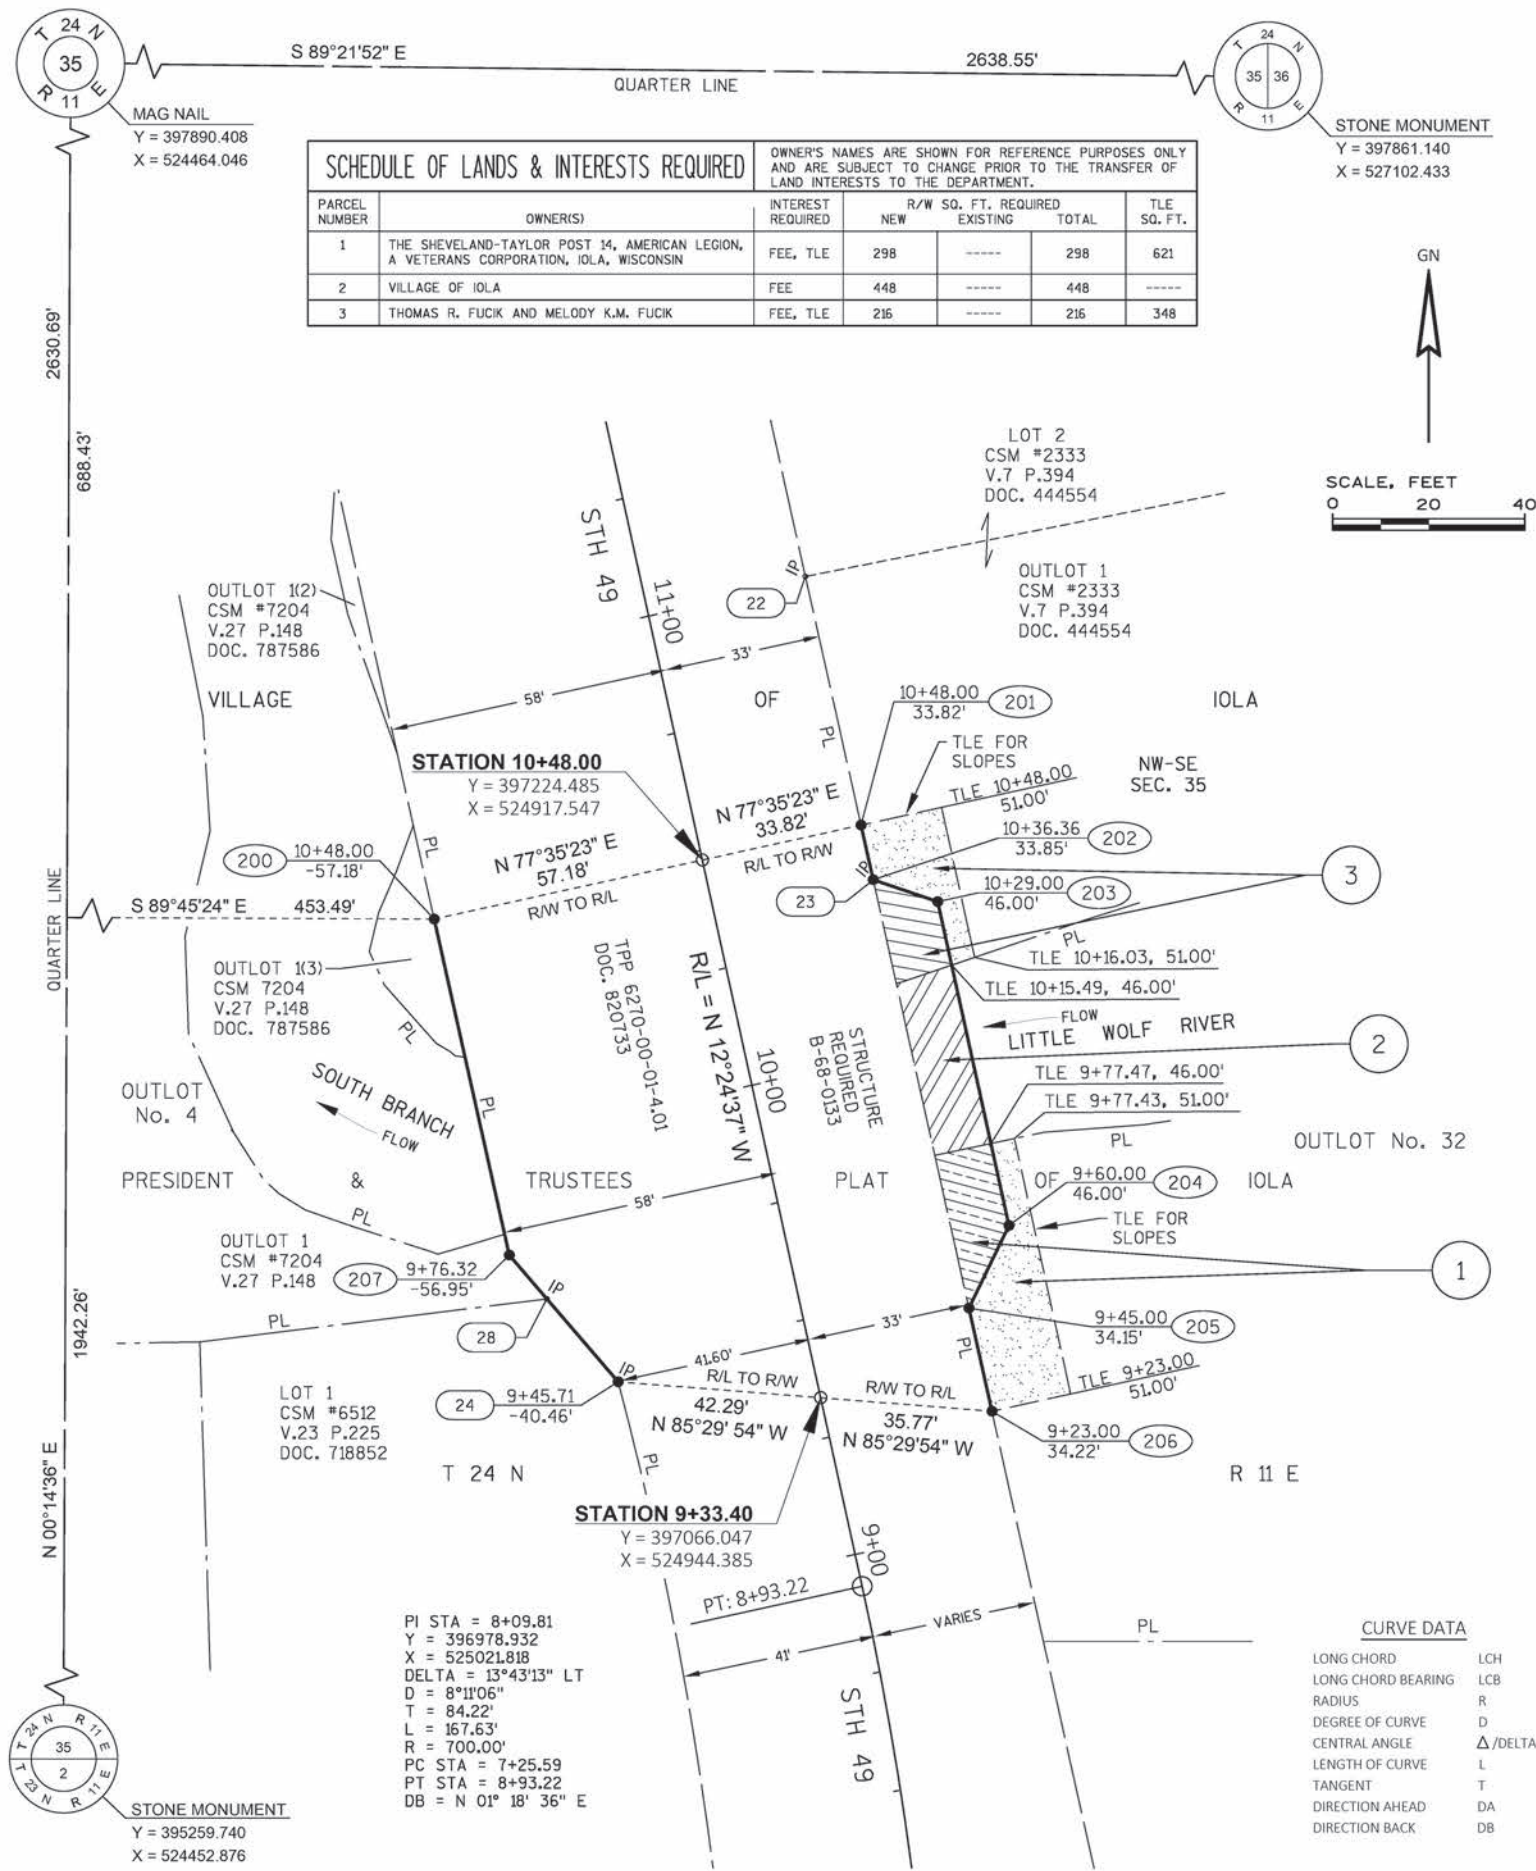 T 24 N
35
R 11 E
S 89°21'52" E
2638.55'
QUARTER LINE
T 24 N
35 36
R 11 E
MAG NAIL
Y = 397890.408
X = 524464.046
STONE MONUMENT
Y = 397861.140
X = 527102.433
SCHEDULE OF LANDS & INTERESTS REQUIRED
OWNER'S NAMES ARE SHOWN FOR REFERENCE PURPOSES ONLY
AND ARE SUBJECT TO CHANGE PRIOR TO THE TRANSFER OF
LAND INTERESTS TO THE DEPARTMENT.
PARCEL NUMBER
OWNER(S)
INTEREST REQUIRED
R/W SQ. FT. REQUIRED
NEW EXISTING TOTAL
TLE SQ. FT.
1 THE SHEVELAND-TAYLOR POST 14, AMERICAN LEGION, FEE, TLE 298 ----- 298 621
A VETERANS CORPORATION, IOLA, WISCONSIN
2 VILLAGE OF IOLA FEE 448 ----- 448 -----
3 THOMAS R. FUCIK AND MELODY K.M. FUCIK FEE, TLE 216 ----- 216 348
GN
SCALE, FEET
0 20 40
2630.69'
688.43'
LOT 2
CSM #2333
V.7 P.394
DOC. 444554
STH 49
11+00
IP
22
OUTLOT 1
CSM #2333
V.7 P.394
DOC. 444554
OUTLOT 1(2)
CSM #7204
V.27 P.148
DOC. 787586
33'
58'
VILLAGE
OF
IOLA
PL
10+48.00
33.82'
201
TLE FOR
SLOPES
NW-SE
SEC. 35
STATION 10+48.00
Y = 397224.485
X = 524917.547
TLE 10+48.00
51.00'
N 77°35'23" E
33.82'
R/L TO R/W
10+36.36
33.85'
202
PL
200
10+48.00
-57.18'
N 77°35'23" E
57.18'
R/W TO R/L
IP
23
10+29.00
46.00'
203
3
QUARTER LINE
S 89°45'24" E
453.49'
PL
TLE 10+16.03, 51.00'
TLE 10+15.49, 46.00'
OUTLOT 1(3)
CSM 7204
V.27 P.148
DOC. 787586
PL
TPP 6270-00-01-4.01
DOC. 820733
R/L = N 12°24'37" W
10+00
STRUCTURE
REQUIRED
B-68-0133
FLOW
LITTLE WOLF RIVER
2
TLE 9+77.47, 46.00'
TLE 9+77.43, 51.00'
PL
OUTLOT
No. 4
SOUTH BRANCH
FLOW
PL
OUTLOT No. 32
PRESIDENT
&
TRUSTEES
PLAT
OF
IOLA
58'
9+60.00
46.00'
204
TLE FOR
SLOPES
PL
OUTLOT 1
CSM #7204
V.27 P.148
207
9+76.32
-56.95'
1
IP
PL
28
33'
9+45.00
34.15'
205
PL
1942.26'
IP
41.60'
R/L TO R/W
42.29'
N 85°29' 54" W
R/W TO R/L
35.77'
N 85°29'54" W
TLE 9+23.00
51.00'
24
9+45.71
-40.46'
LOT 1
CSM #6512
V.23 P.225
DOC. 718852
9+23.00
34.22'
206
PL
T 24 N
R 11 E
N 00°14'36" E
STATION 9+33.40
Y = 397066.047
X = 524944.385
9+00
PT: 8+93.22
VARIES
41'
PL
STH 49
PI STA = 8+09.81
Y = 396978.932
X = 525021.818
DELTA = 13°43'13" LT
D = 8°11'06"
T = 84.22'
L = 167.63'
R = 700.00'
PC STA = 7+25.59
PT STA = 8+93.22
DB = N 01° 18' 36" E
CURVE DATA
LONG CHORD LCH
LONG CHORD BEARING LCB
RADIUS R
DEGREE OF CURVE D
CENTRAL ANGLE Δ/DELTA
LENGTH OF CURVE L
TANGENT T
DIRECTION AHEAD DA
DIRECTION BACK DB
T 24 N R 11 E
35
2
T 23 N R 11 E
STONE MONUMENT
Y = 395259.740
X = 524452.876